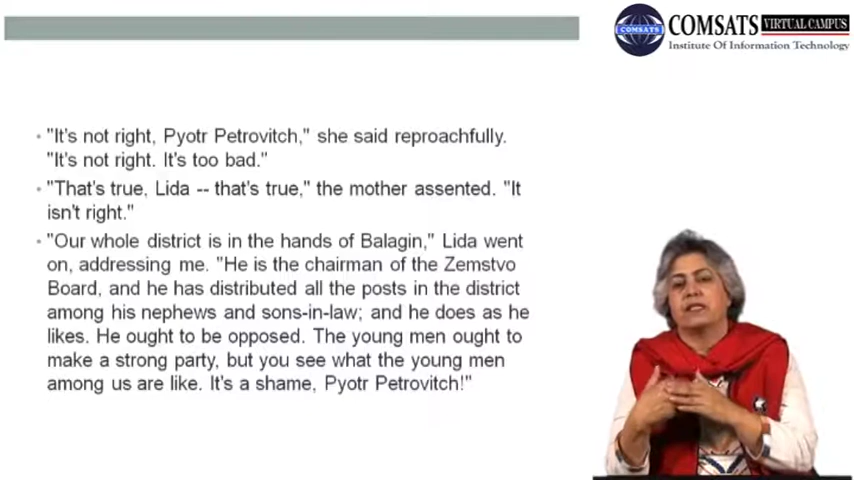 COMSATS VIRTUAL CAMPUS
COMSATS
Institute Of Information Technology
• "It's not right, Pyotr Petrovitch," she said reproachfully.
"It's not right. It's too bad."
• "That's true, Lida -- that's true," the mother assented. "It
isn't right."
• "Our whole district is in the hands of Balagin," Lida went
on, addressing me. "He is the chairman of the Zemstvo
Board, and he has distributed all the posts in the district
among his nephews and sons-in-law; and he does as he
likes. He ought to be opposed. The young men ought to
make a strong party, but you see what the young men
among us are like. It's a shame, Pyotr Petrovitch!"